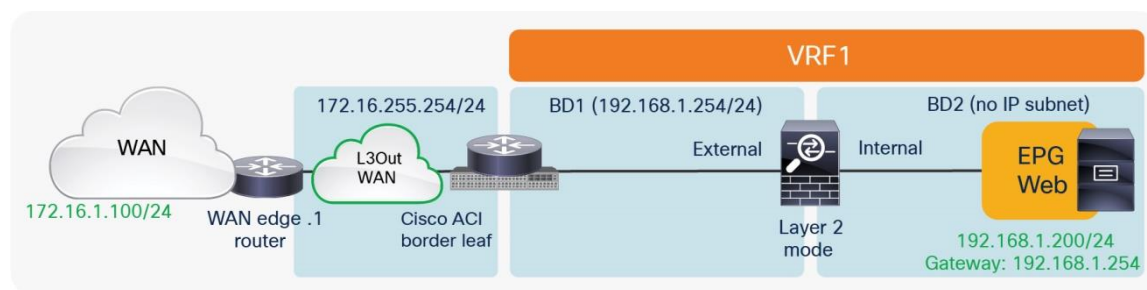 VRF1
172.16.255.254/24
BD1 (192.168.1.254/24)
BD2 (no IP subnet)
WAN
L3Out
WAN
External
Internal
EPG
Web
172.16.1.100/24
WAN edge .1
router
Cisco ACI
border leaf
Layer 2
mode
192.168.1.200/24
Gateway: 192.168.1.254